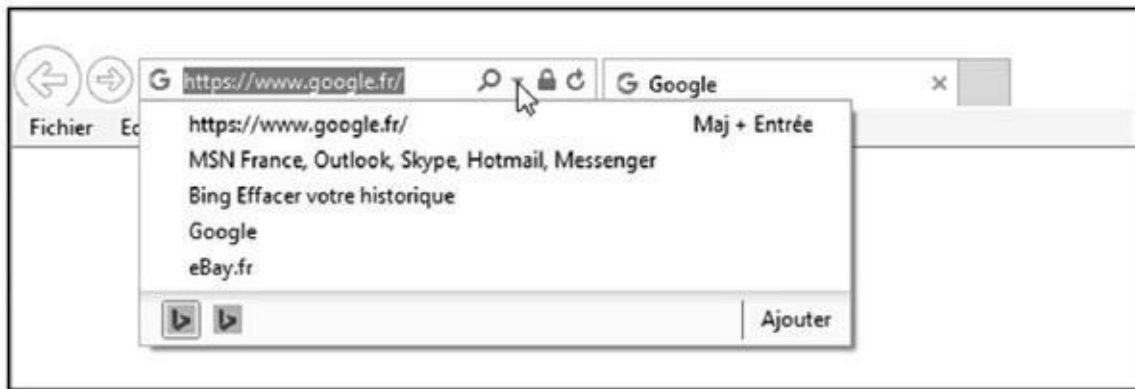 https://www.google.fr/
Google
Fichier Ec
https://www.google.fr/ Maj + Entrée
MSN France, Outlook, Skype, Hotmail, Messenger
Bing Effacer votre historique
Google
eBay.fr
Ajouter